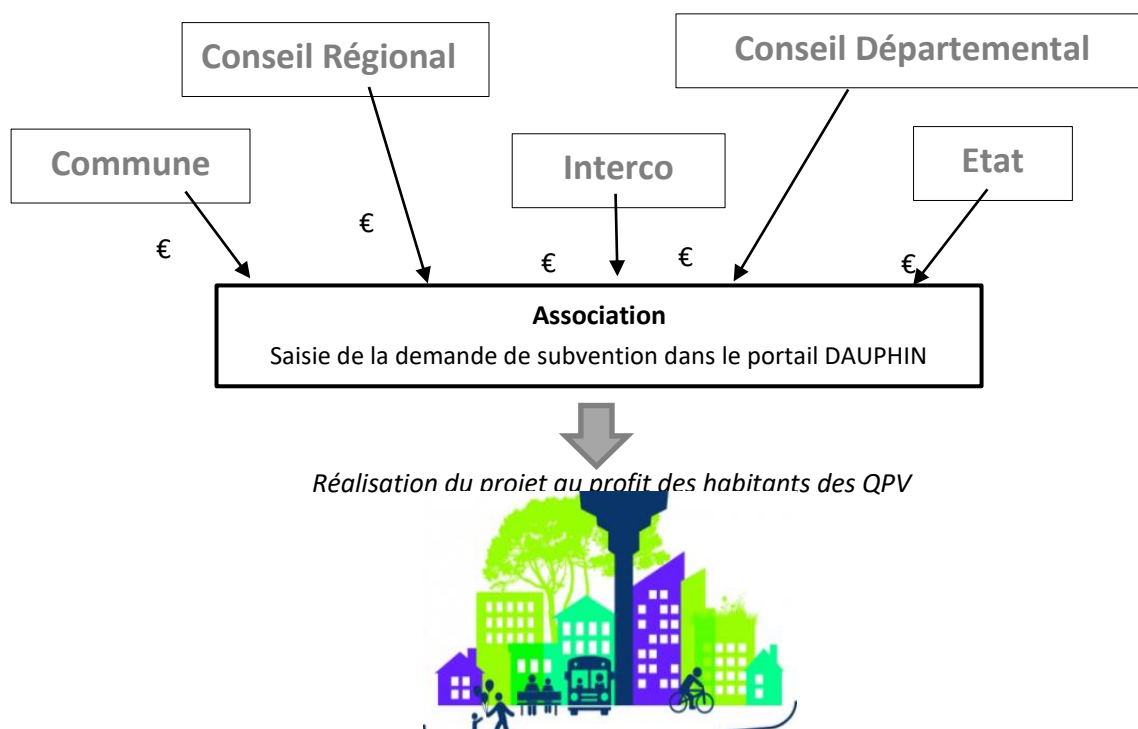 Conseil Régional
Conseil Départemental
Commune
Interco
Etat
€
€
€
€
€
Association
Saisie de la demande de subvention dans le portail DAUPHIN
Réalisation du projet au profit des habitants des QPV